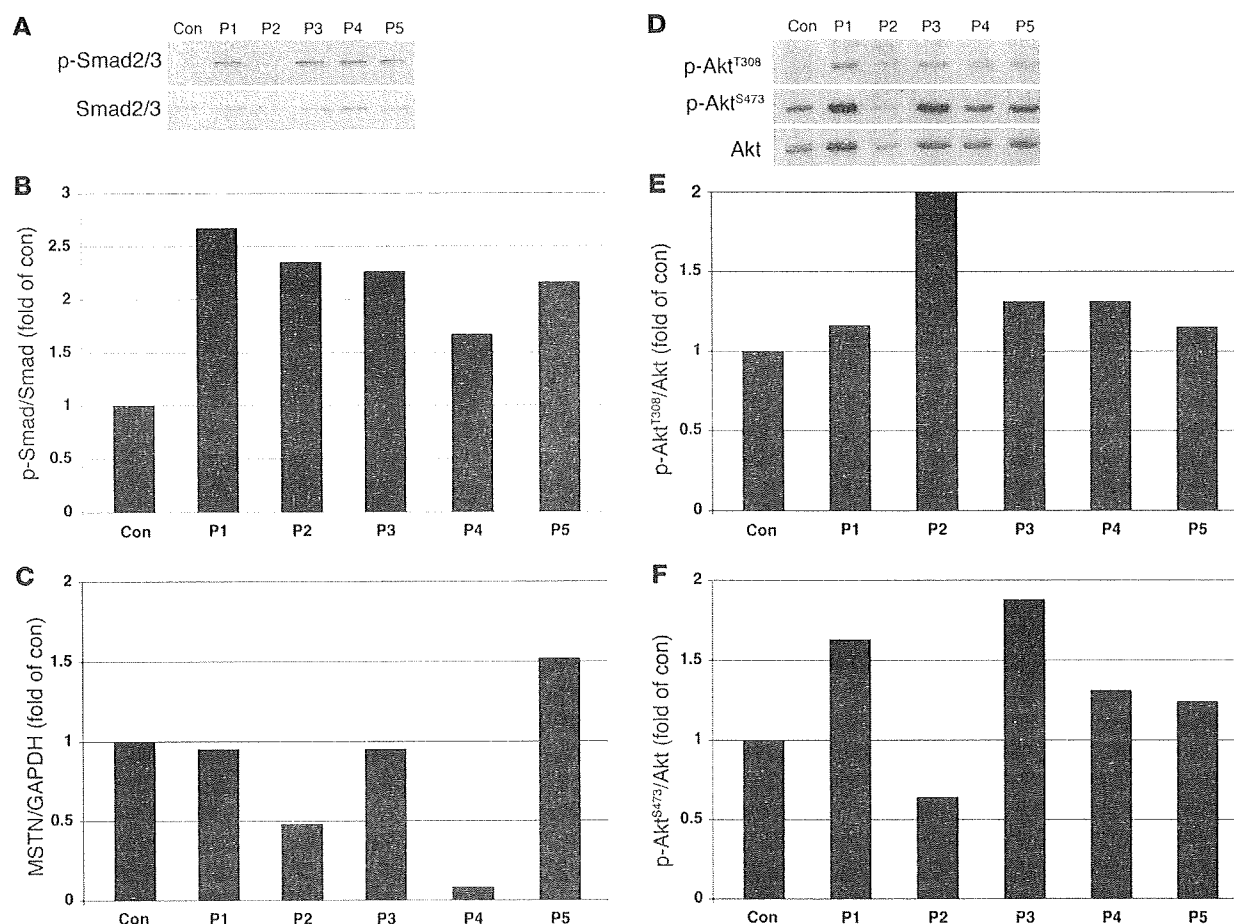 A
Con P1 P2 P3 P4 P5
p-Smad2/3
Smad2/3
B
p-Smad/Smad (fold of con)
3
2.5
2
1.5
1
0.5
0
Con P1 P2 P3 P4 P5
C
MSTN/GAPDH (fold of con)
2
1.5
1
0.5
0
Con P1 P2 P3 P4 P5
D
Con P1 P2 P3 P4 P5
p-Akt^T308
p-Akt^S473
Akt
E
p-Akt^T308/Akt (fold of con)
2
1.5
1
0.5
0
Con P1 P2 P3 P4 P5
F
p-Akt^S473/Akt (fold of con)
2
1.5
1
0.5
0
Con P1 P2 P3 P4 P5